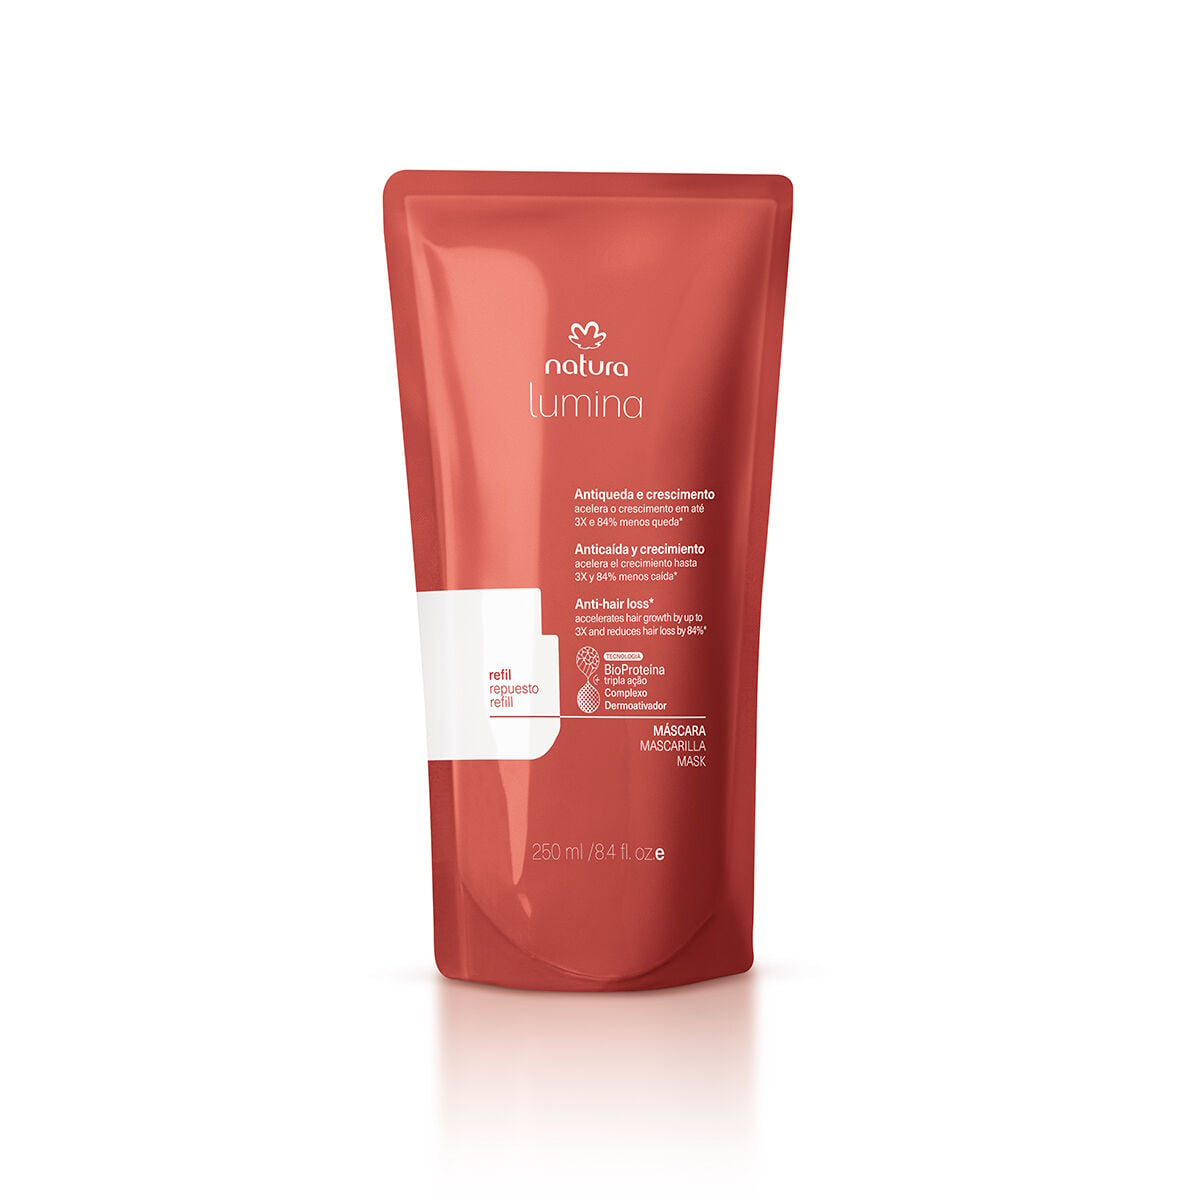 natura
lumina
Antiqueda e crescimento
acelera o crescimento em até
3X e 84% menos queda*
Anticaída y crecimiento
acelera el crecimiento hasta
3X y 84% menos caída*
Anti-hair loss*
accelerates hair growth by up to
3X and reduces hair loss by 84%*
TECNOLOGIA
BioProteína
tripla ação
+
Complexo
Dermoativador
refil
repuesto
refill
MÁSCARA
MASCARILLA
MASK
250 ml /8.4 fl. oz.e